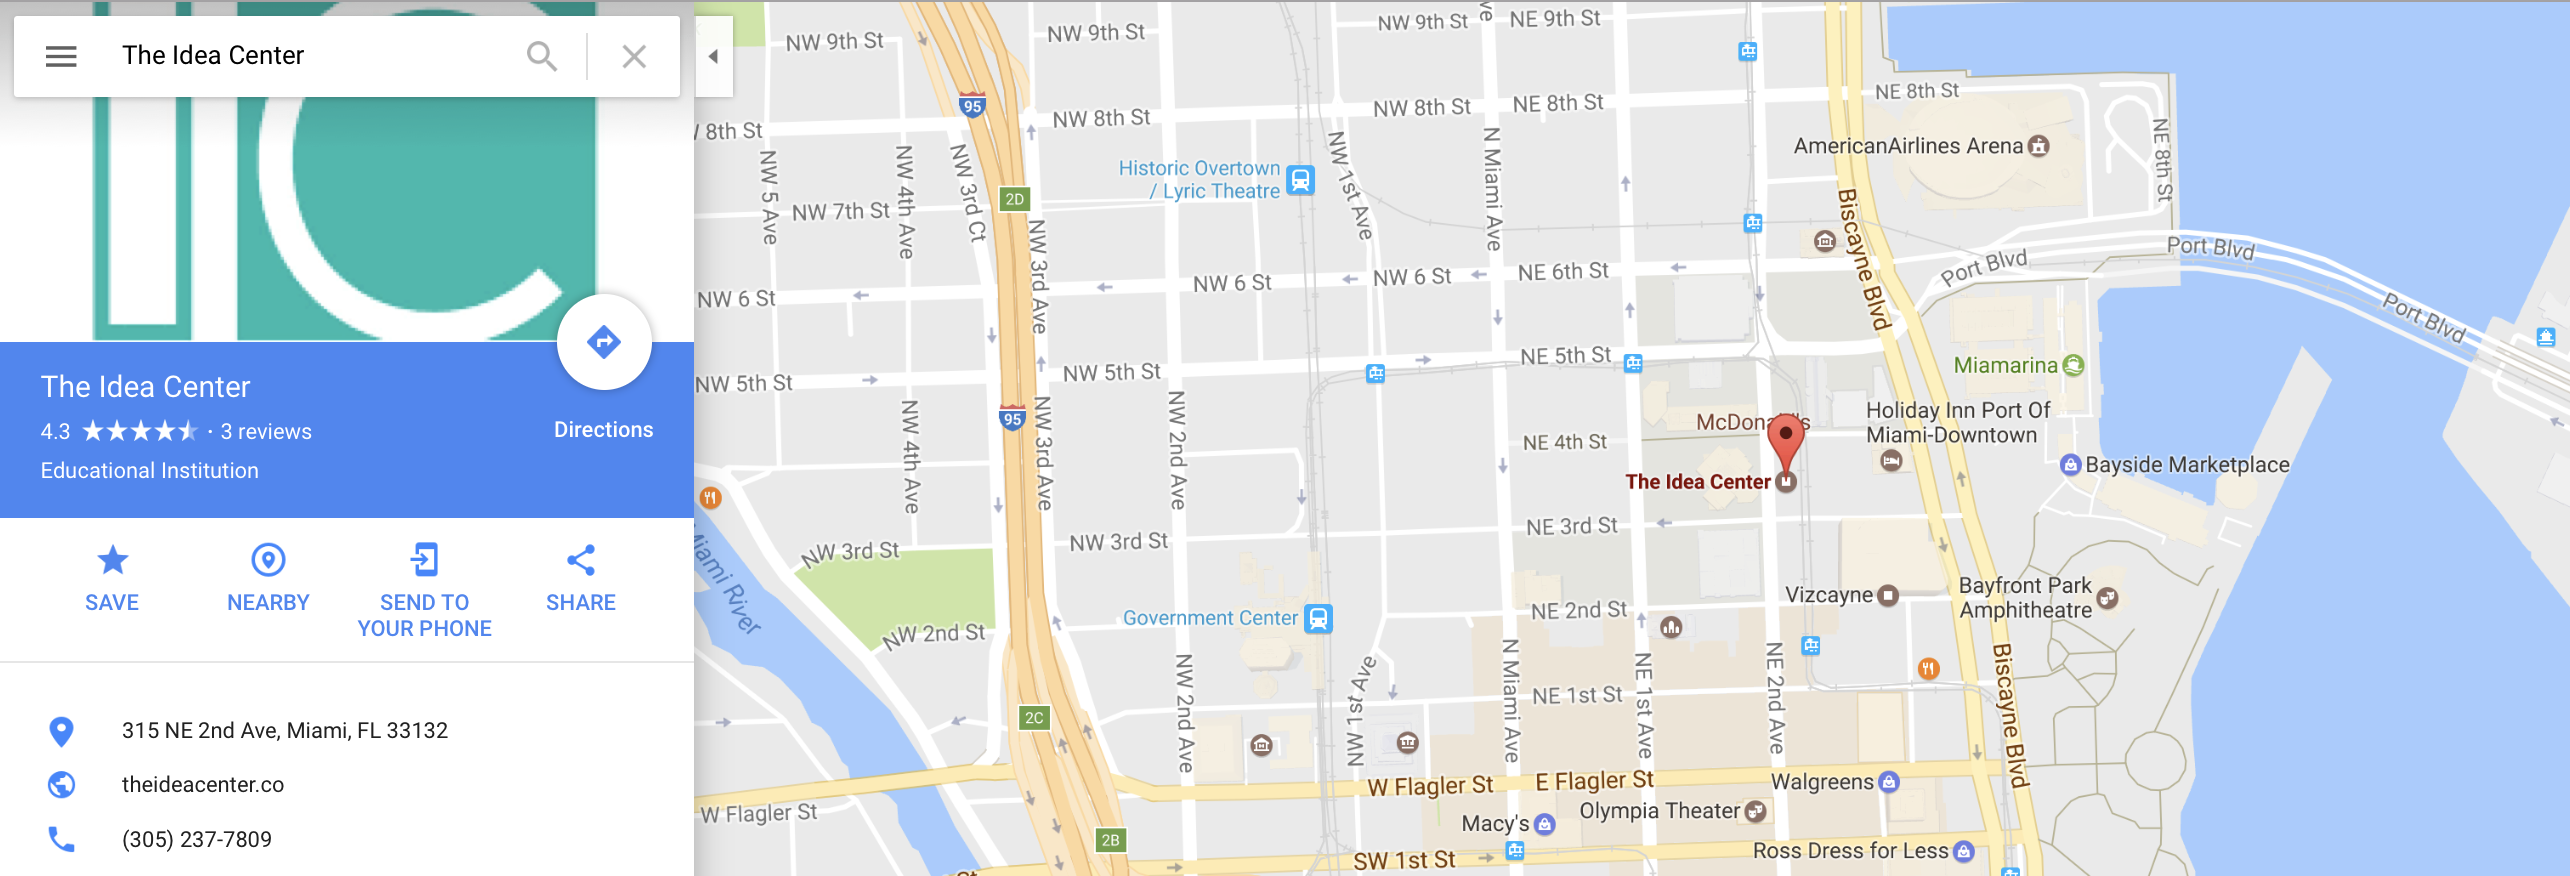 The Idea Center
IC
The Idea Center
4.3 · 3 reviews
Directions
Educational Institution
SAVE
NEARBY
SEND TO
YOUR PHONE
SHARE
315 NE 2nd Ave, Miami, FL 33132
theideacenter.co
(305) 237-7809
NW 9th St
NW 9th St
NW 9th St
NE 9th St
95
NW 8th St
NW 8th St
NE 8th St
NE 8th St
8th St
NE 8th St
AmericanAirlines Arena
NW 5 Ave
NW 4th Ave
NW 3rd Ct
Historic Overtown
/ Lyric Theatre
NW 1st Ave
N Miami Ave
2D
NW 7th St
NW 3rd Ave
Biscayne Blvd
Port Blvd
Port Blvd
Port Blvd
NW 6 St
NW 6 St
NW 6 St
NE 6th St
NE 5th St
NW 5th St
NW 5th St
Miamarina
95
NW 4th Ave
NW 3rd Ave
NW 2nd Ave
McDona
Holiday Inn Port Of
Miami-Downtown
NE 4th St
Bayside Marketplace
The Idea Center
NE 3rd St
NW 3rd St
NW 3rd St
Miami River
Vizcayne
Bayfront Park
Amphitheatre
NE 2nd St
Government Center
NW 2nd St
NW 2nd Ave
NW 1st Ave
N Miami Ave
NE 1st Ave
NE 2nd Ave
Biscayne Blvd
NE 1st St
2C
W Flagler St
E Flagler St
Walgreens
W Flagler St
Olympia Theater
Macy's
2B
SW 1st St
Ross Dress for Less